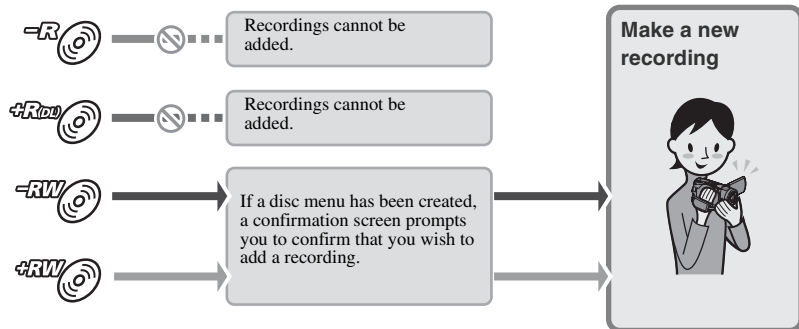 -R
Recordings cannot be
added.
+R(DL)
Recordings cannot be
added.
-RW
If a disc menu has been created,
a confirmation screen prompts
you to confirm that you wish to
add a recording.
+RW
Make a new
recording